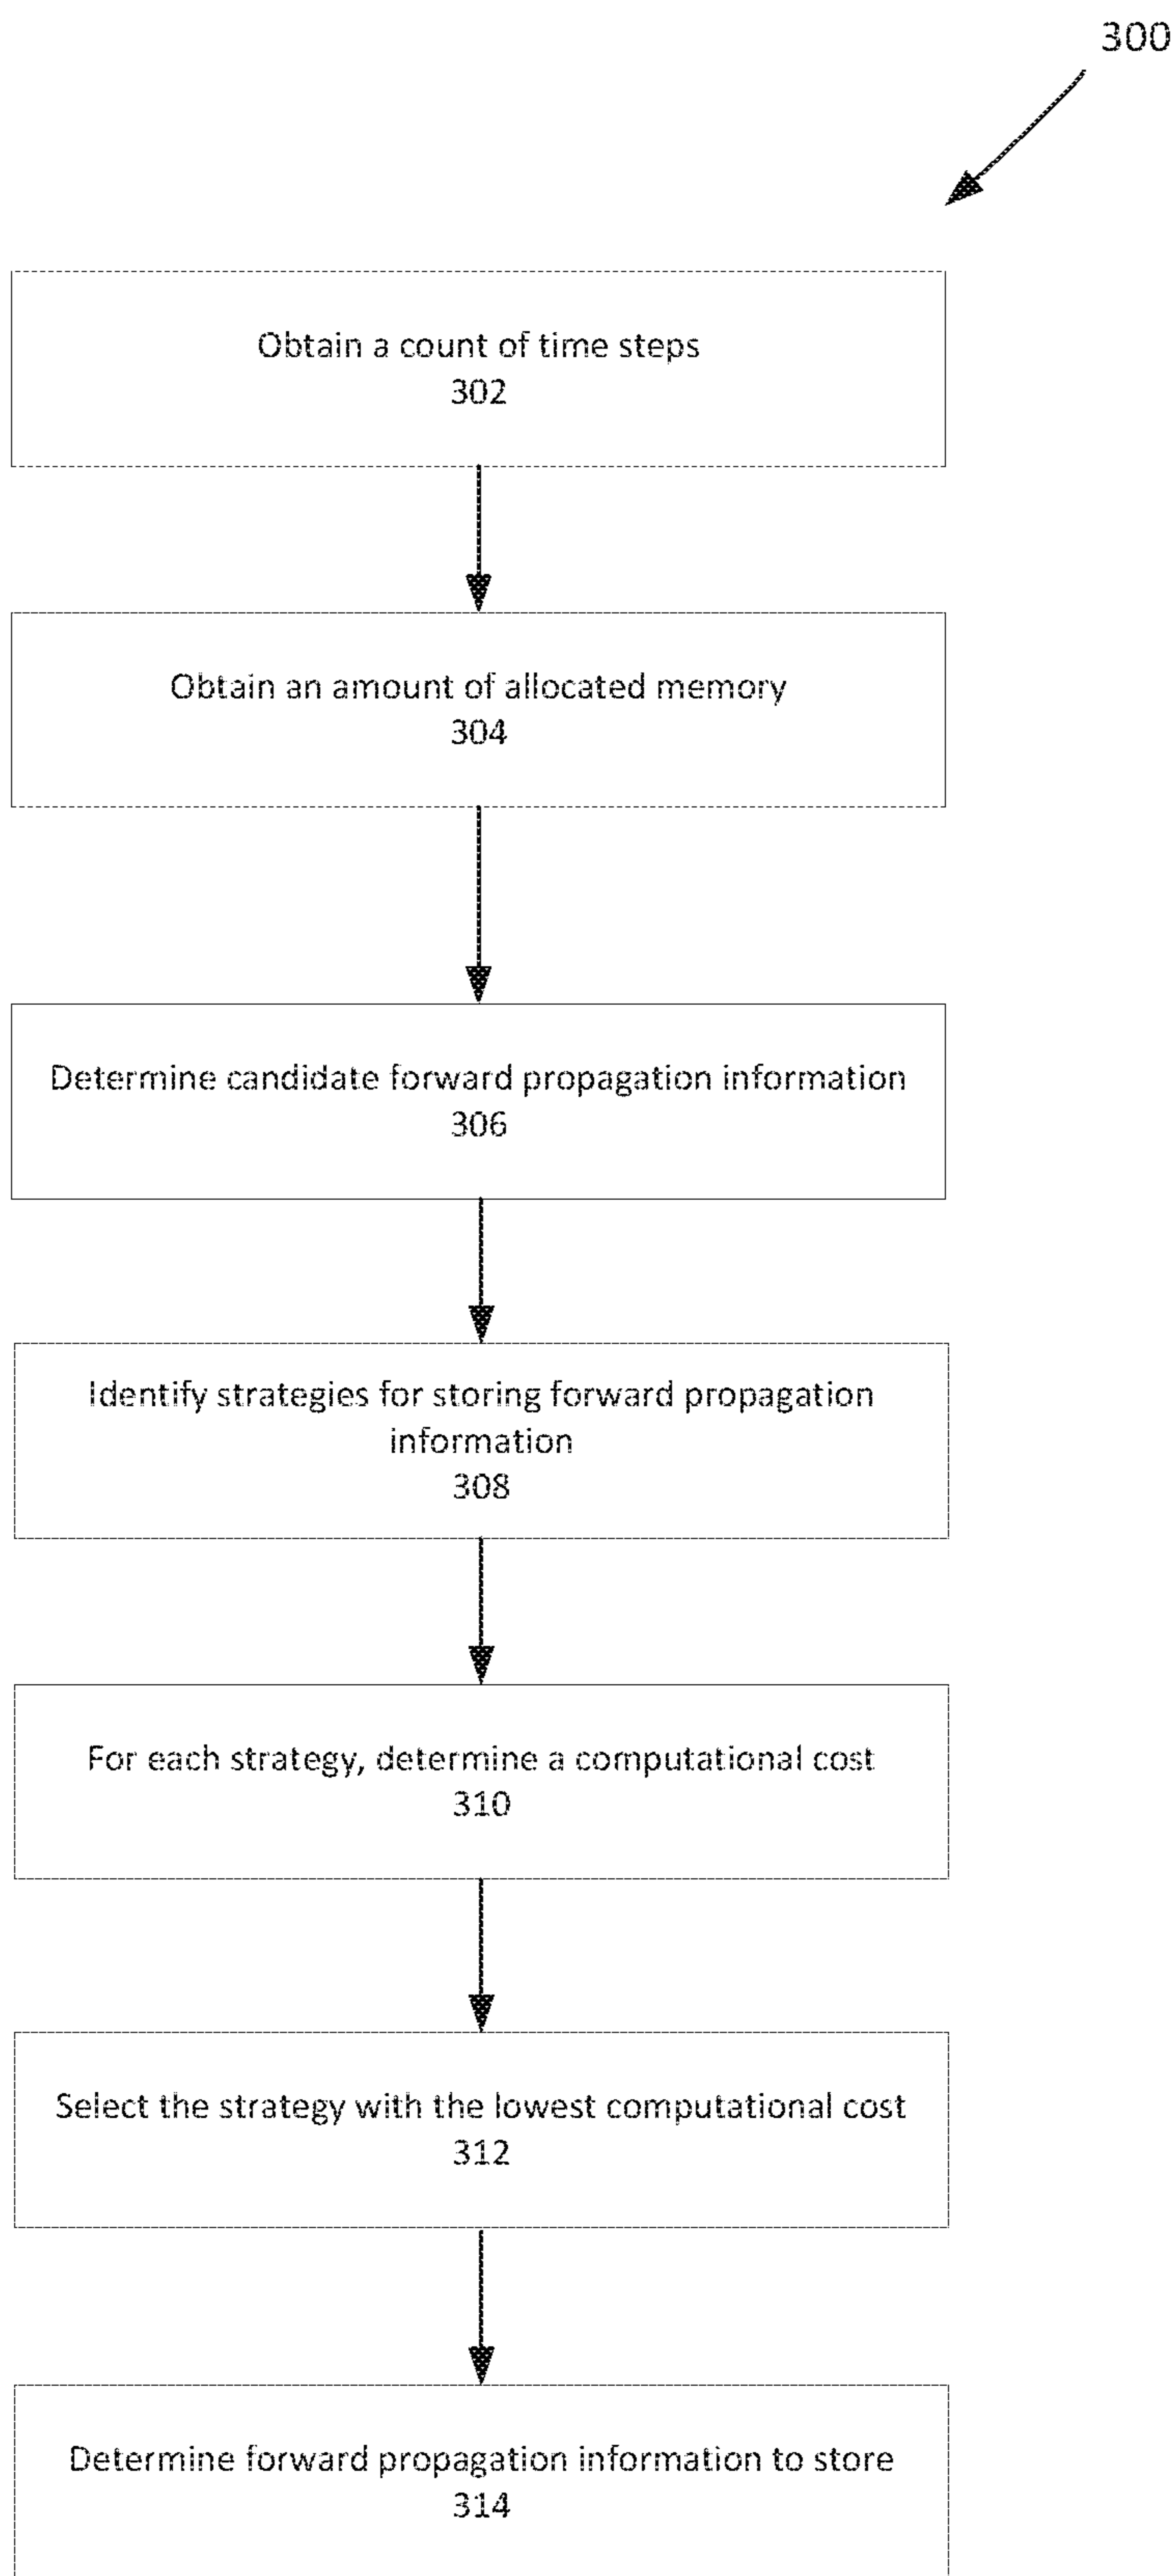 300
Obtain a count of time steps
302
Obtain an amount of allocated memory
304
Determine candidate forward propagation information
306
Identify strategies for storing forward propagation
information
308
For each strategy, determine a computational cost
310
Select the strategy with the lowest computational cost
312
Determine forward propagation information to store
314